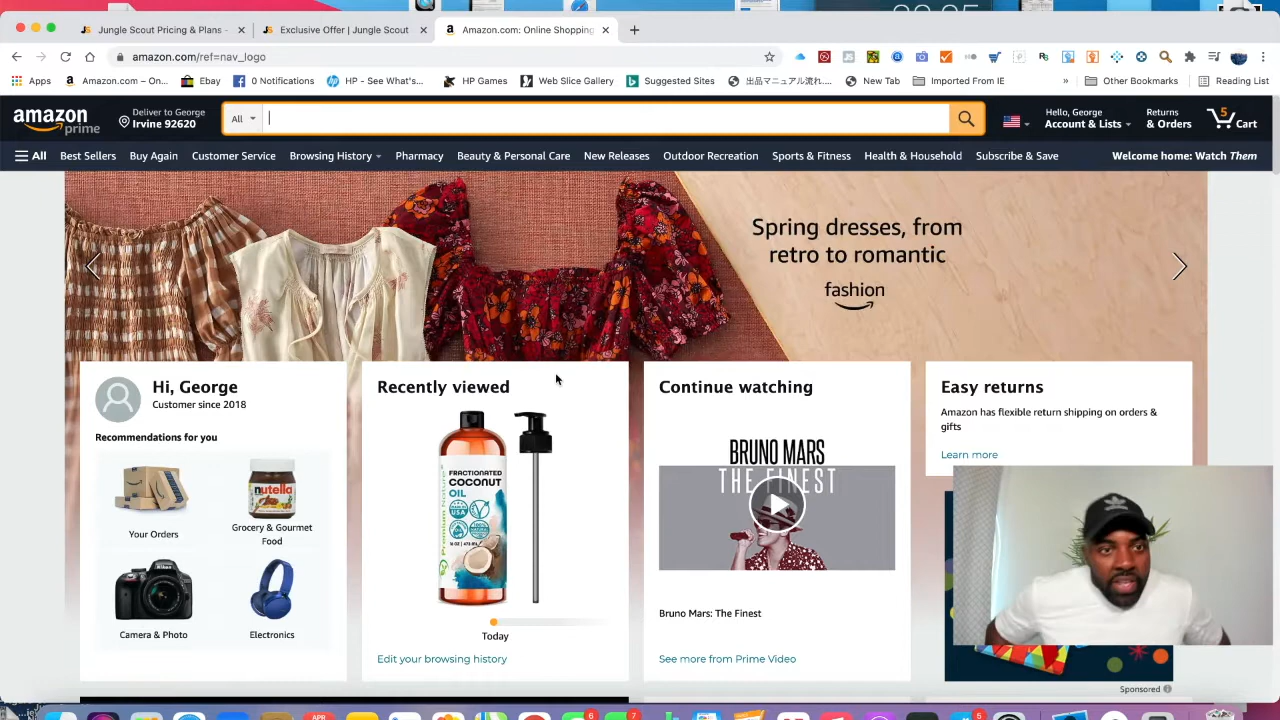 Jungle Scout Pricing & Plans -
Exclusive Offer | Jungle Scout
Amazon.com: Online Shopping
amazon.com/ref=nav_logo
Apps
Amazon.com – On...
Ebay
0 Notifications
HP - See What's...
HP Games
Web Slice Gallery
Suggested Sites
出品マニュアル流れ....
New Tab
Imported From IE
»
Other Bookmarks
Reading List
amazon
prime
Deliver to George
Irvine 92620
All
Hello, George
Account & Lists
Returns
& Orders
5
Cart
All
Best Sellers
Buy Again
Customer Service
Browsing History
Pharmacy
Beauty & Personal Care
New Releases
Outdoor Recreation
Sports & Fitness
Health & Household
Subscribe & Save
Welcome home: Watch Them
Spring dresses, from
retro to romantic
fashion
Hi, George
Customer since 2018
Recommendations for you
nutella
Your Orders
Grocery & Gourmet
Food
Nikon
Camera & Photo
Electronics
Recently viewed
FRACTIONATED
COCONUT
OIL
Today
Edit your browsing history
Continue watching
BRUNO MARS
THE FINEST
Bruno Mars: The Finest
See more from Prime Video
Easy returns
Amazon has flexible return shipping on orders &
gifts
Learn more
Sponsored
APR
6
7
5